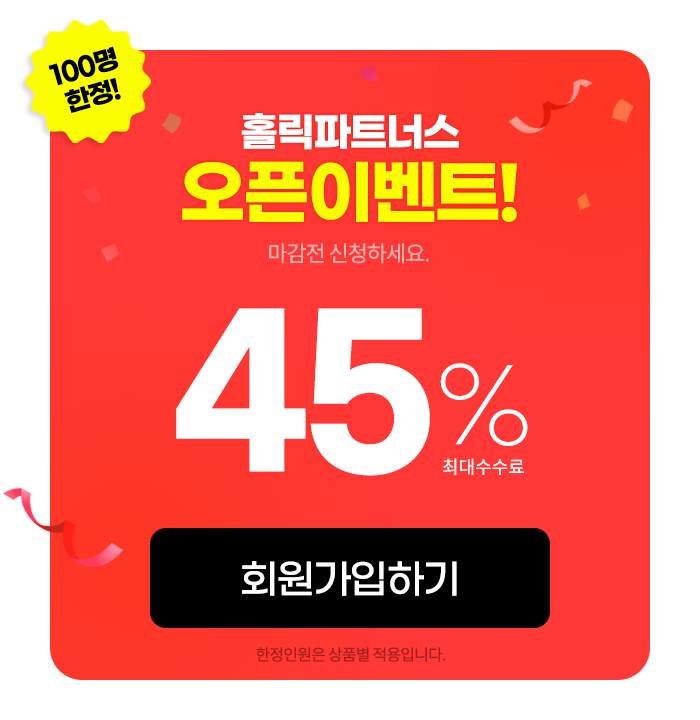 100명
한정!
홀릭파트너스
오픈이벤트!
마감전 신청하세요.
45%
최대수수료
회원가입하기
한정인원은 상품별 적용입니다.